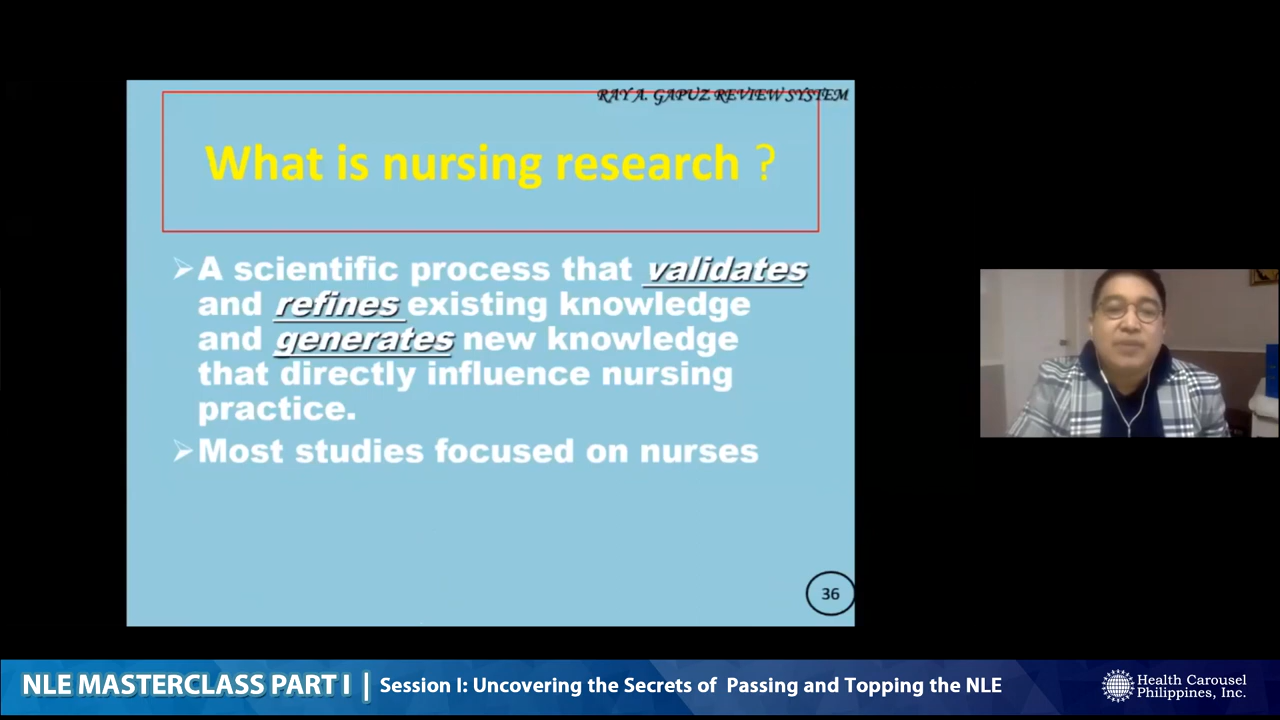 RAY A. GAPUZ REVIEW SYSTEM
What is nursing research ?
➢A scientific process that validates
and refines existing knowledge
and generates new knowledge
that directly influence nursing
practice.
➢Most studies focused on nurses
36
NLE MASTERCLASS PART I | Session I: Uncovering the Secrets of Passing and Topping the NLE
Health Carousel
Philippines, Inc.